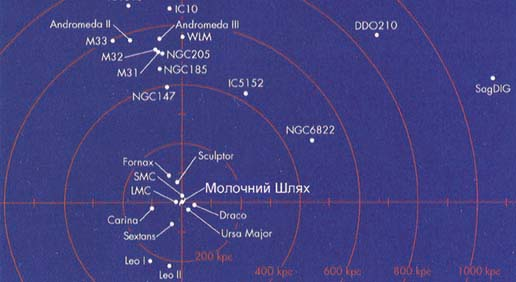 IC10
Andromeda II
Andromeda III
DDO210
M33
WLM
M32
NGC205
M31
NGC185
SagDIG
NGC147
IC5152
NGC6822
Fornax
Sculptor
SMC
LMC
Молочний Шлях
Carina
Draco
Sextans
Ursa Major
Leo I
Leo II
200 kpc
400 kpc
600 kpc
800 kpc
1000 kpc